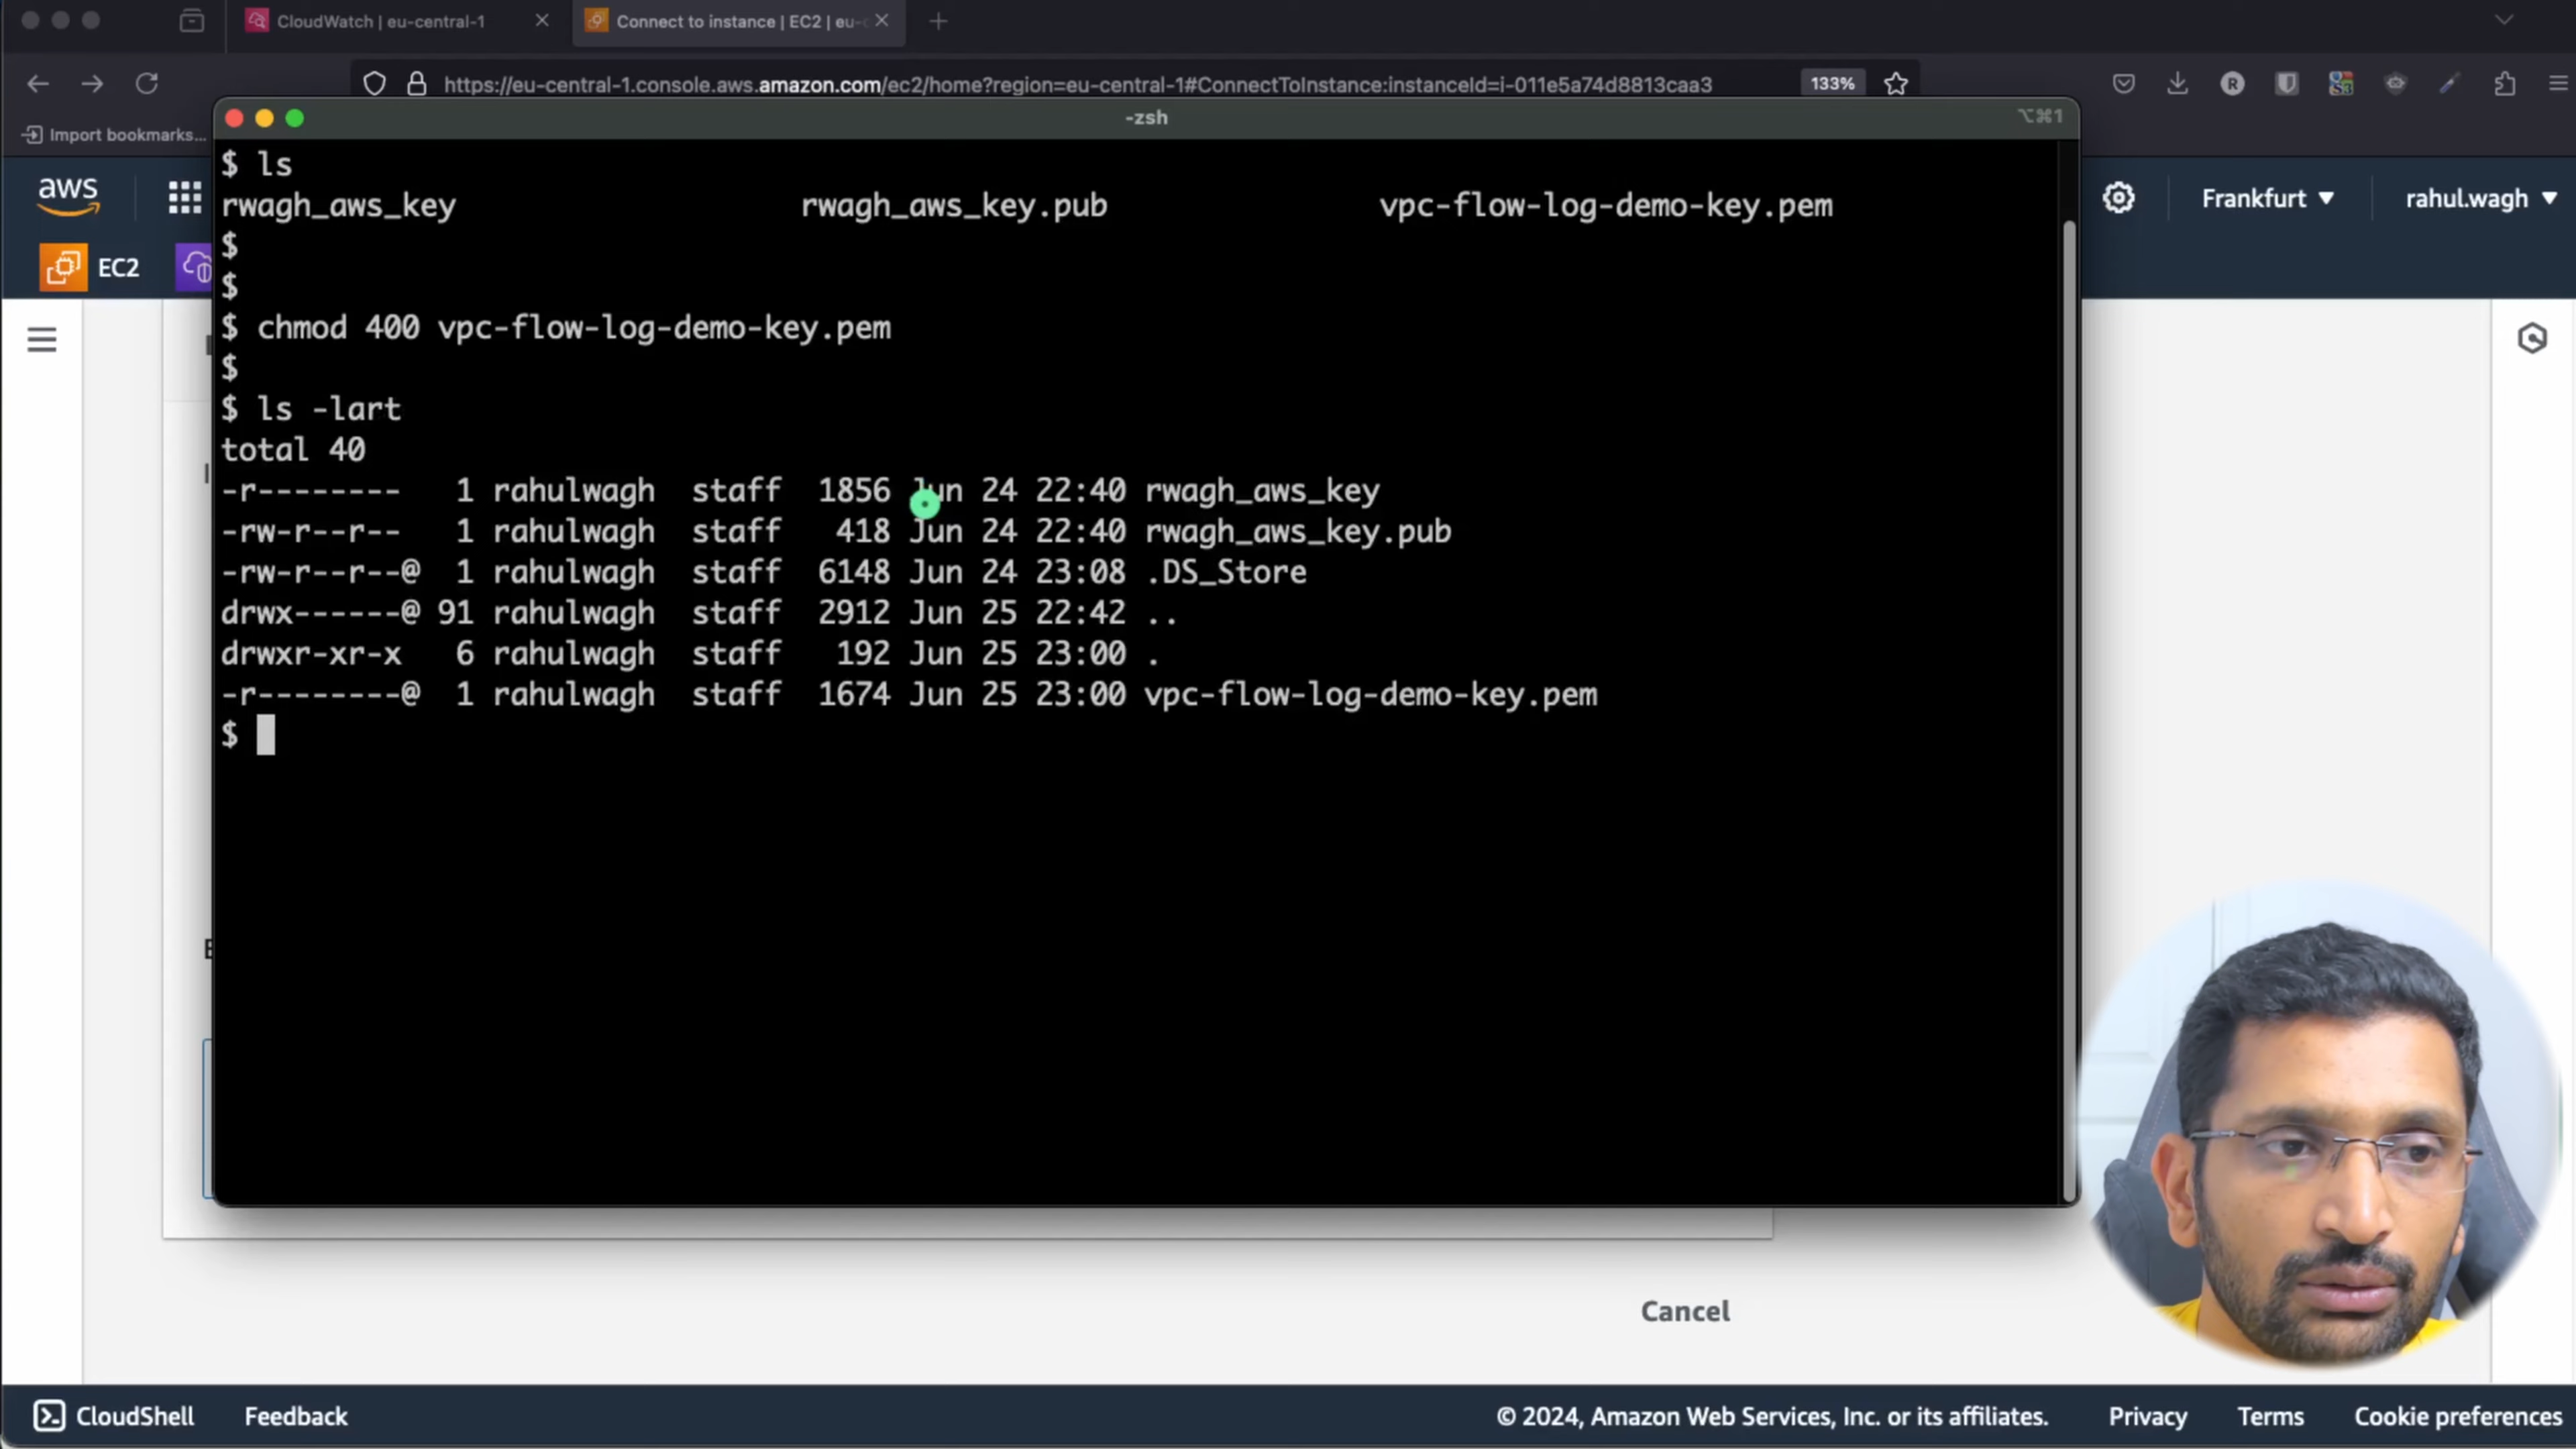 CloudWatch | eu-central-1
Connect to instance | EC2 | eu-c
https://eu-central-1.console.aws.amazon.com/ec2/home?region=eu-central-1#ConnectToInstance:instanceId=i-011e5a74d8813caa3
133%
R
Import bookmarks...
-zsh
⌥⌘1
aws
Frankfurt
rahul.wagh
EC2
$ ls
rwagh_aws_key rwagh_aws_key.pub vpc-flow-log-demo-key.pem
$
$
$ chmod 400 vpc-flow-log-demo-key.pem
$
$ ls -lart
total 40
-r-------- 1 rahulwagh staff 1856 Jun 24 22:40 rwagh_aws_key
-rw-r--r-- 1 rahulwagh staff 418 Jun 24 22:40 rwagh_aws_key.pub
-rw-r--r--@ 1 rahulwagh staff 6148 Jun 24 23:08 .DS_Store
drwx------@ 91 rahulwagh staff 2912 Jun 25 22:42 ..
drwxr-xr-x 6 rahulwagh staff 192 Jun 25 23:00 .
-r--------@ 1 rahulwagh staff 1674 Jun 25 23:00 vpc-flow-log-demo-key.pem
$
Cancel
CloudShell Feedback © 2024, Amazon Web Services, Inc. or its affiliates. Privacy Terms Cookie preferences